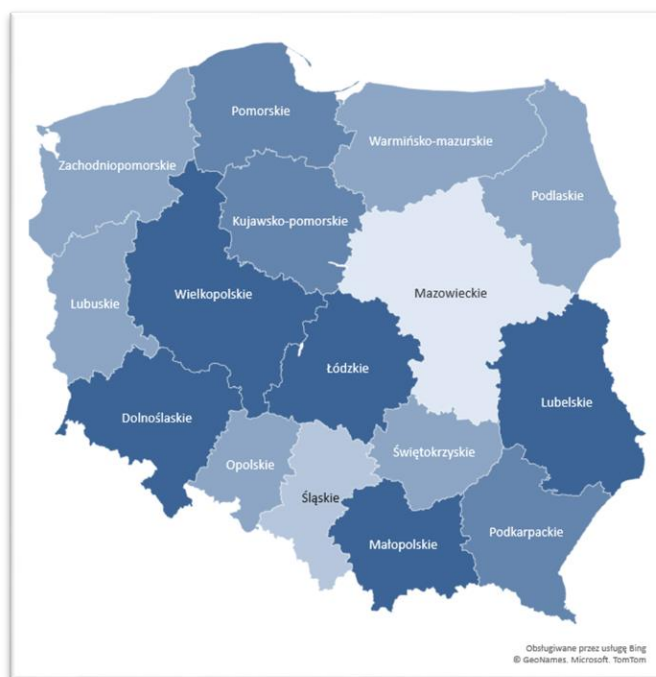 Pomorskie
Warmińsko-mazurskie
Zachodniopomorskie
Podlaskie
Kujawsko-pomorskie
Mazowieckie
Wielkopolskie
Lubuskie
Łódzkie
Lubelskie
Dolnoślaskie
Świętokrzyskie
Opolskie
Śląskie
Podkarpackie
Małopolskie
Obsługiwane przez usługę Bing
© GeoNames, Microsoft, TomTom